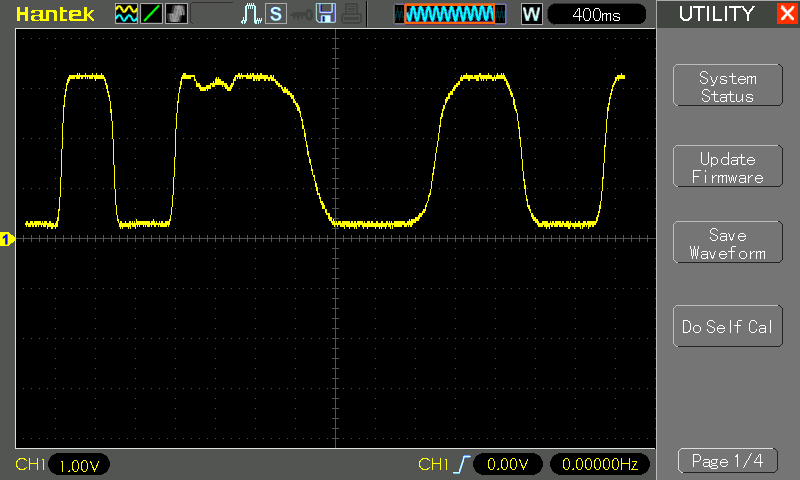 Hantek
S
W
400ms
UTILITY
X
System
Status
Update
Firmware
Save
Waveform
Do Self Cal
Page 1/4
1
CH1 1.00V
CH1 0.00V 0.00000Hz